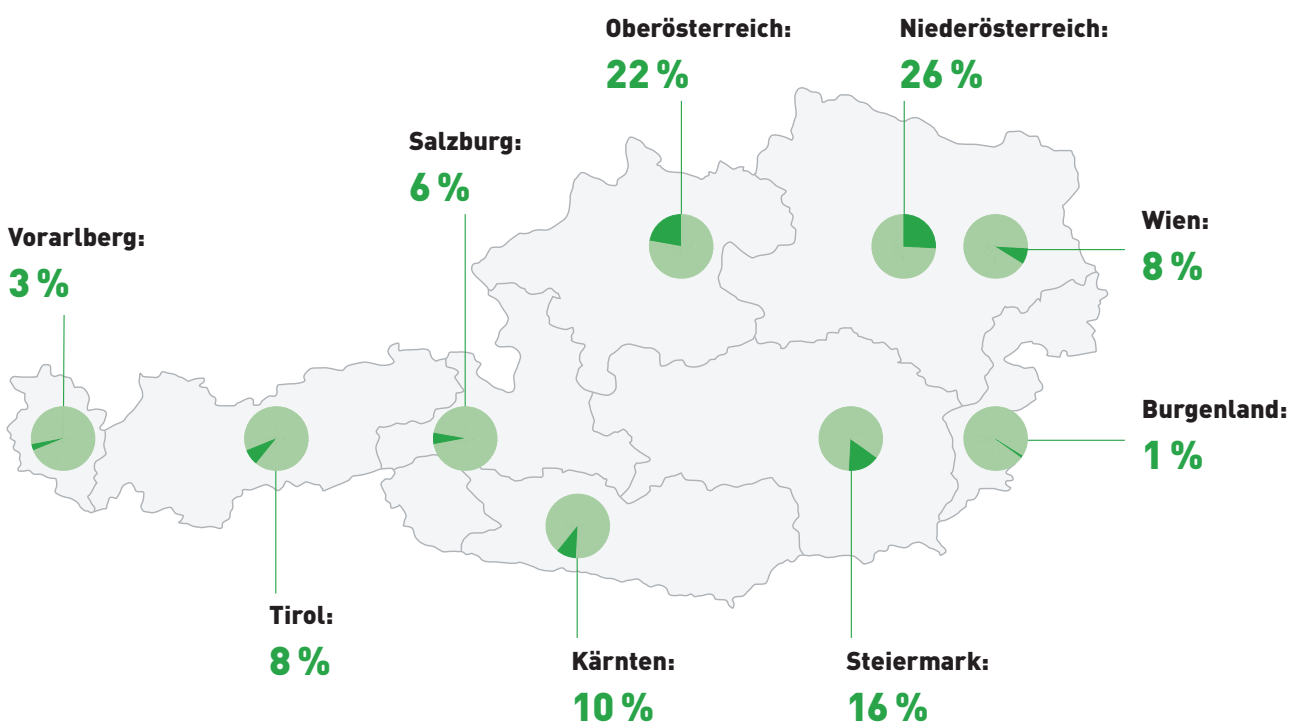 Oberösterreich:
22 %
Niederösterreich:
26 %
Salzburg:
6 %
Vorarlberg:
3 %
Wien:
8 %
Burgenland:
1 %
Tirol:
8 %
Kärnten:
10 %
Steiermark:
16 %